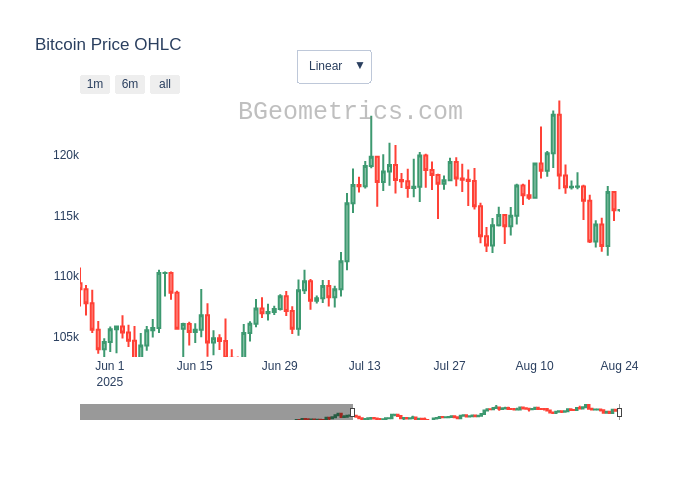 Bitcoin Price OHLC
Linear ▼
1m 6m all
BGeometrics.com
120k
115k
110k
105k
Jun 1 Jun 15 Jun 29 Jul 13 Jul 27 Aug 10 Aug 24
2025